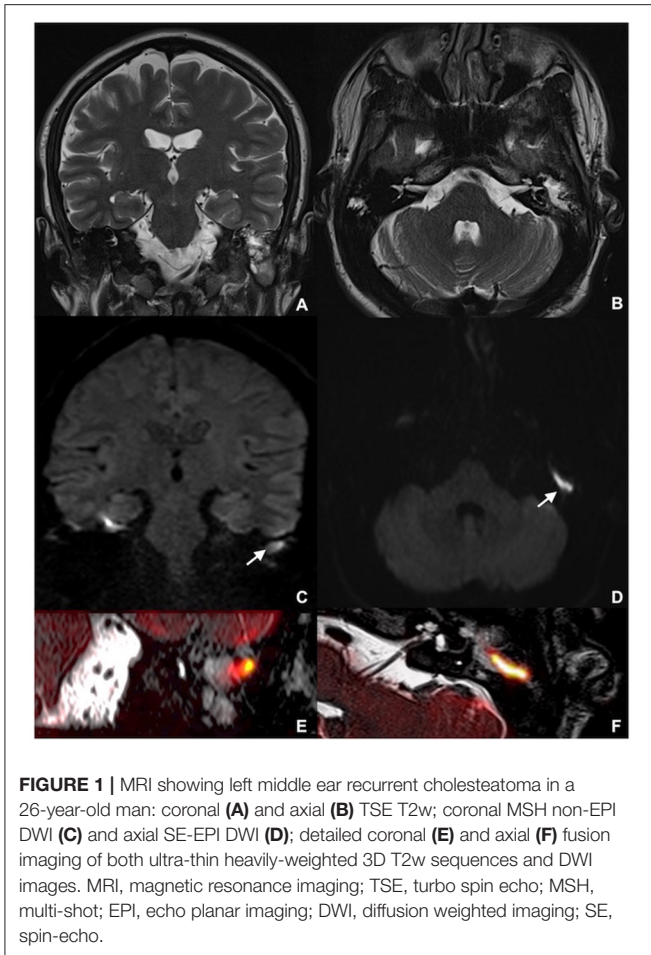 A
B
C
D
E
F
FIGURE 1 | MRI showing left middle ear recurrent cholesteatoma in a
26-year-old man: coronal (A) and axial (B) TSE T2w; coronal MSH non-EPI
DWI (C) and axial SE-EPI DWI (D); detailed coronal (E) and axial (F) fusion
imaging of both ultra-thin heavily-weighted 3D T2w sequences and DWI
images. MRI, magnetic resonance imaging; TSE, turbo spin echo; MSH,
multi-shot; EPI, echo planar imaging; DWI, diffusion weighted imaging; SE,
spin-echo.